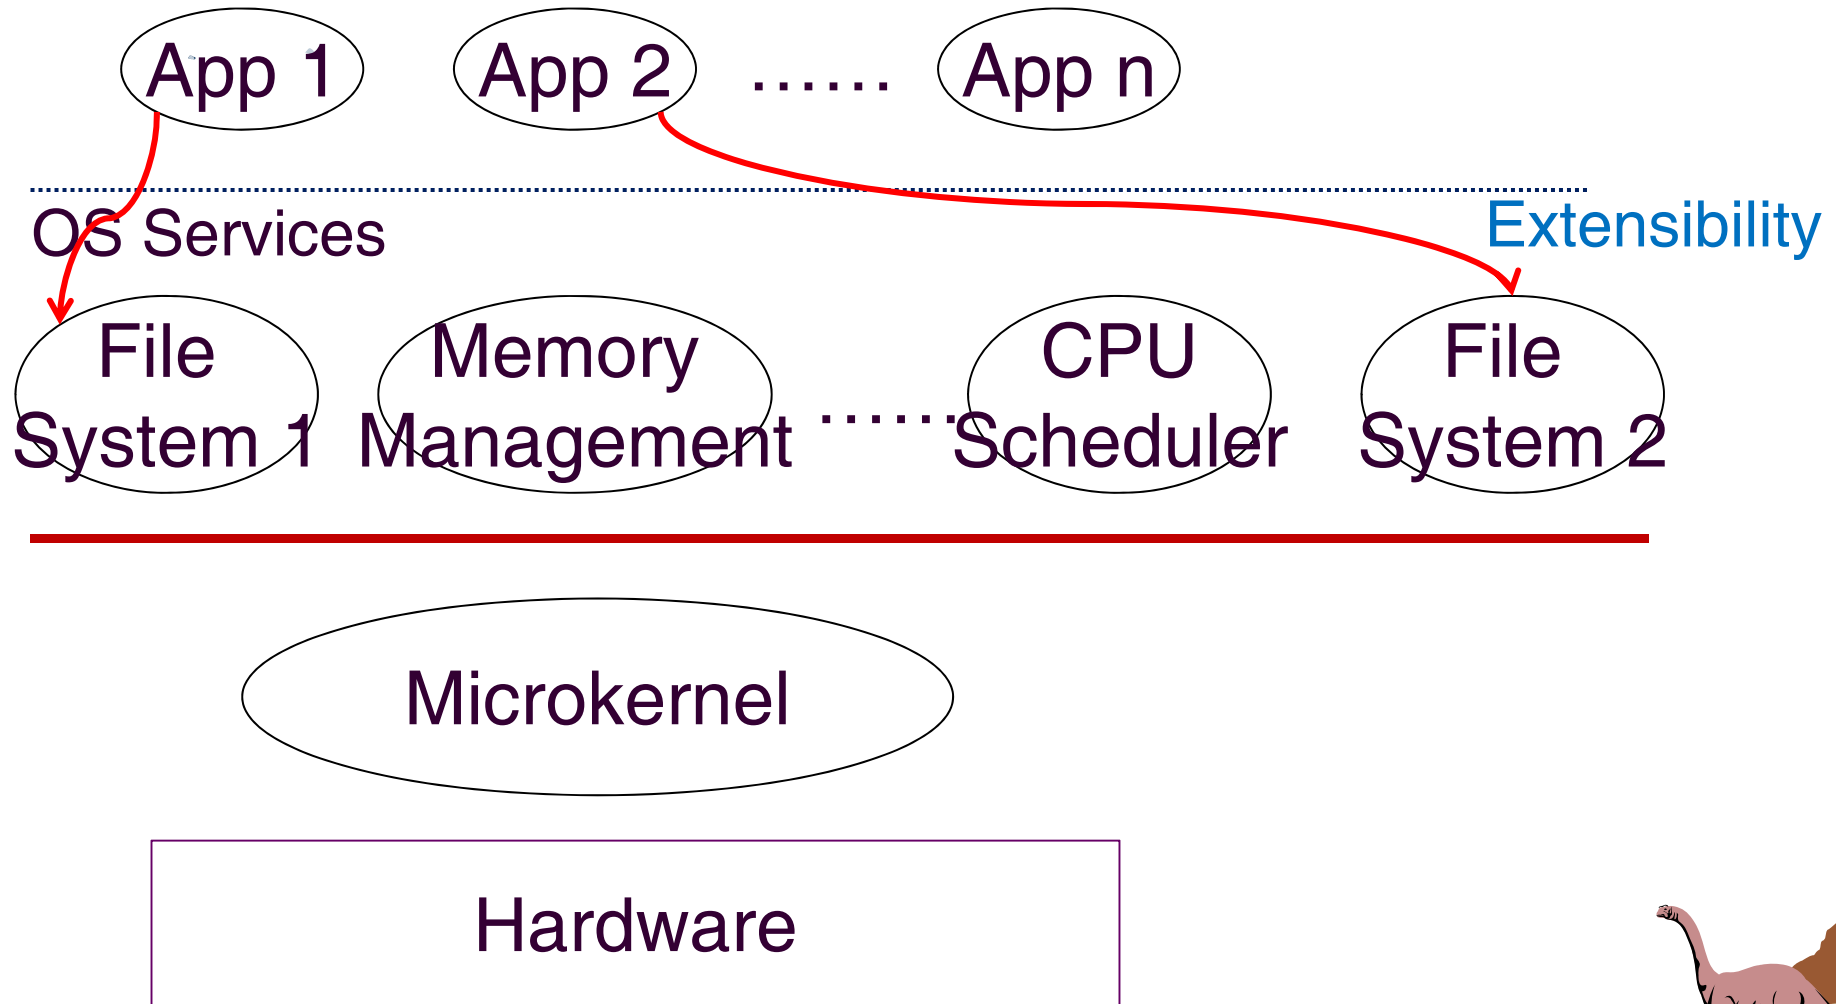 App 1 App 2 ...... App n
OS Services
Extensibility
File
System 1
Memory
Management
......
CPU
Scheduler
File
System 2
Microkernel
Hardware